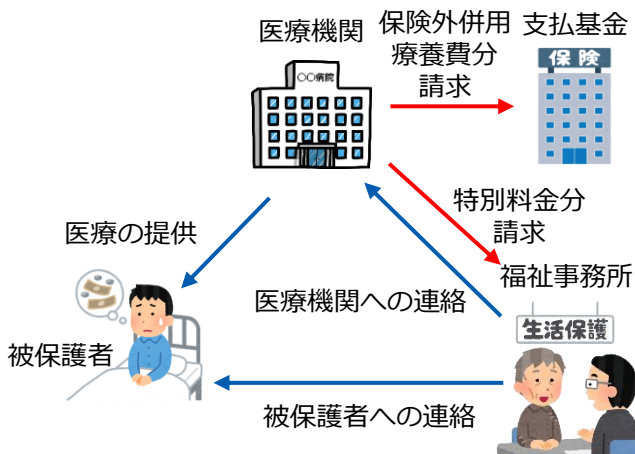 医療機関
保険外併用
療養費分
請求
支払基金
〇〇病院
保険
特別料金分
請求
医療の提供
福祉事務所
医療機関への連絡
生活保護
被保護者
被保護者への連絡